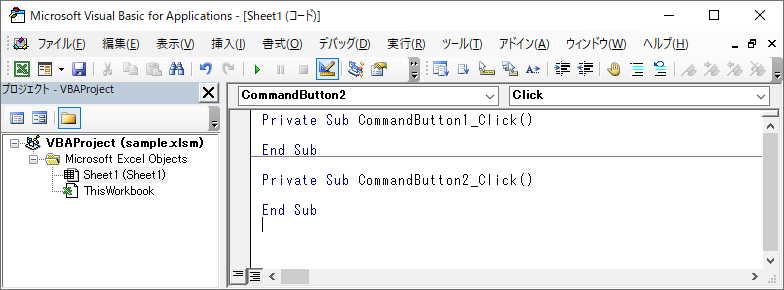 Microsoft Visual Basic for Applications - [Sheet1 (コード)]
ファイル(F) 編集(E) 表示(V) 挿入(I) 書式(O) デバッグ(D) 実行(R) ツール(T) アドイン(A) ウィンドウ(W) ヘルプ(H)
プロジェクト - VBAProject
VBAProject (sample.xlsm)
Microsoft Excel Objects
Sheet1 (Sheet1)
ThisWorkbook
CommandButton2 Click
Private Sub CommandButton1_Click()
End Sub
Private Sub CommandButton2_Click()
End Sub